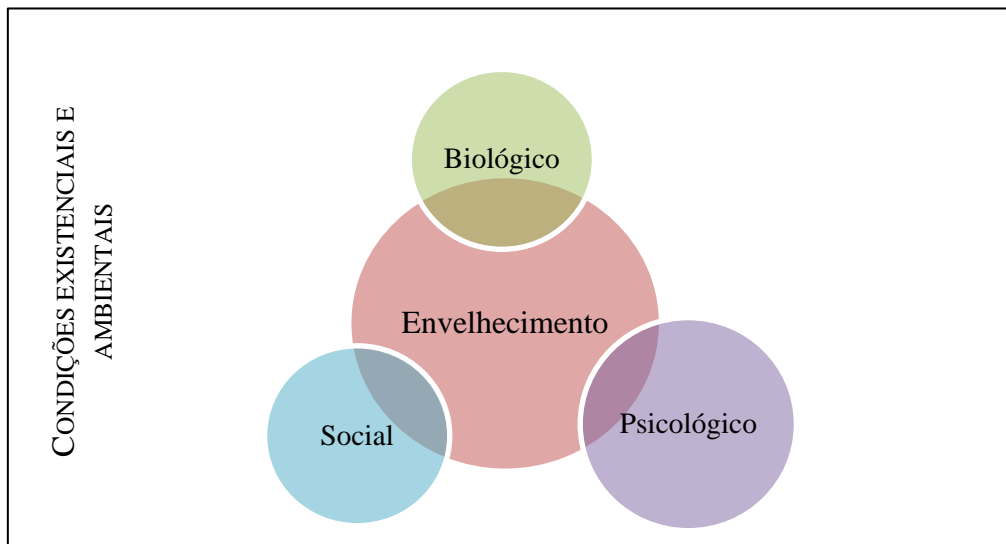 CONDIÇÕES EXISTENCIAIS E
AMBIENTAIS
Biológico
Envelhecimento
Social
Psicológico